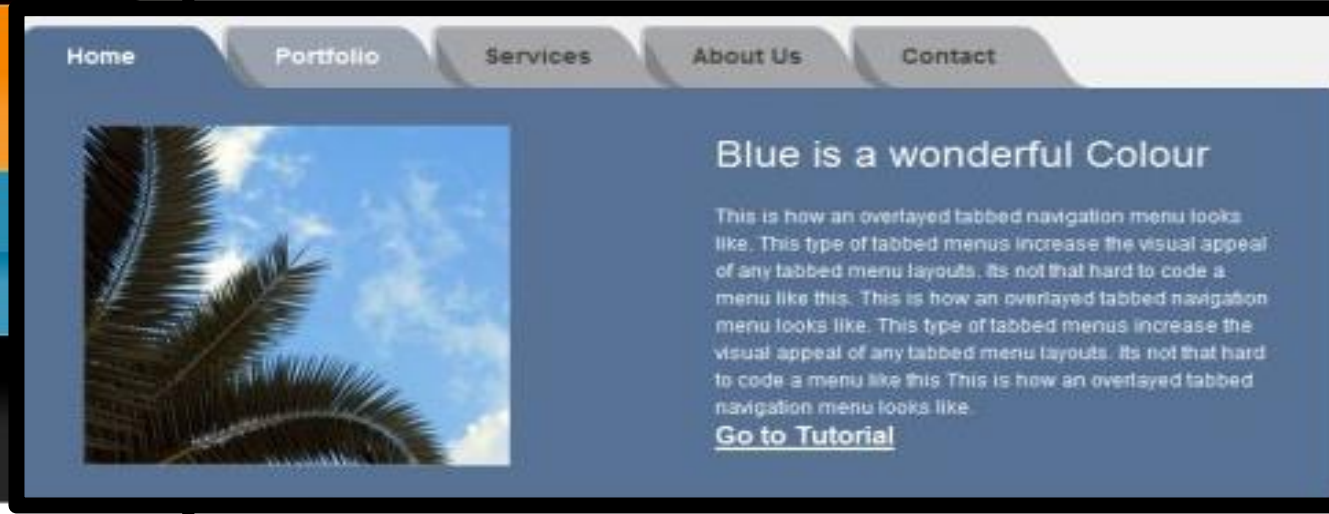 Home Portfolio Services About Us Contact
Blue is a wonderful Colour
This is how an overlayed tabbed navigation menu looks
like. This type of tabbed menus increase the visual appeal
of any tabbed menu layouts. Its not that hard to code a
menu like this. This is how an overlayed tabbed navigation
menu looks like. This type of tabbed menus increase the
visual appeal of any tabbed menu layouts. Its not that hard
to code a menu like this This is how an overlayed tabbed
navigation menu looks like.
Go to Tutorial